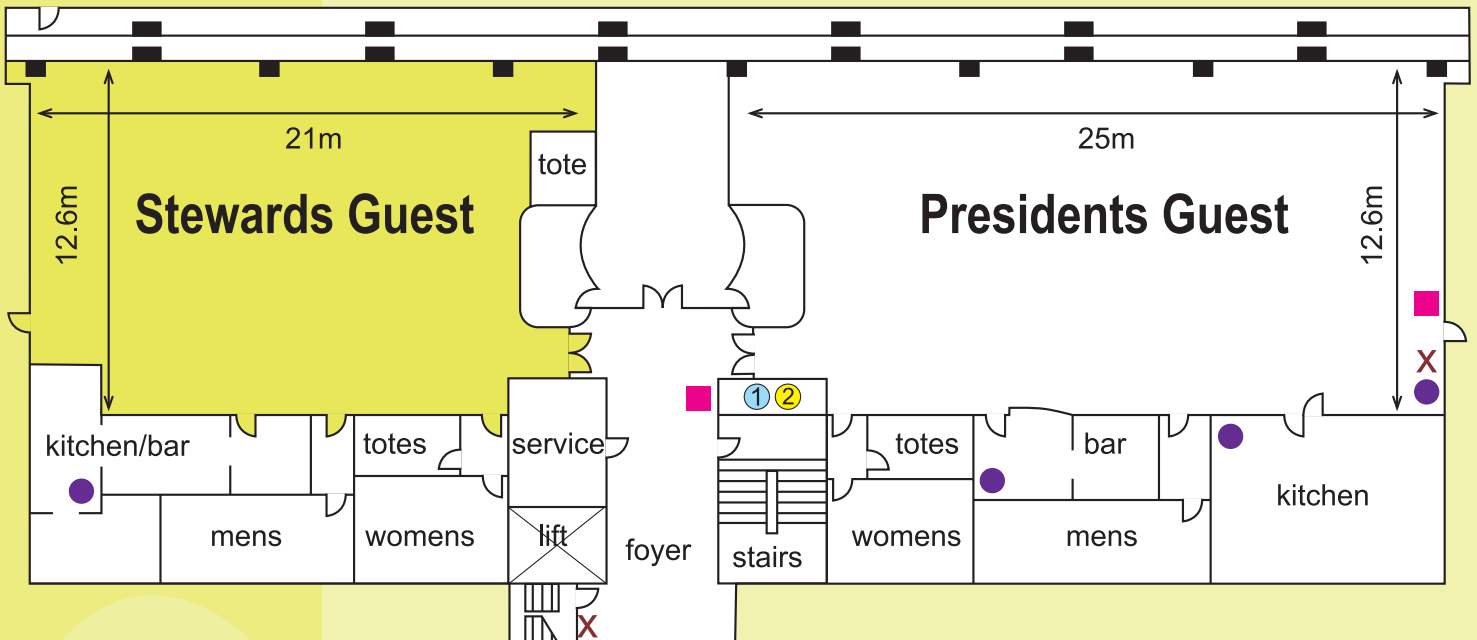 21m
25m
tote
12.6m
Stewards Guest
Presidents Guest
12.6m
X
1 2
kitchen/bar
totes
service
totes
bar
kitchen
mens
womens
lift
foyer
stairs
womens
mens
X